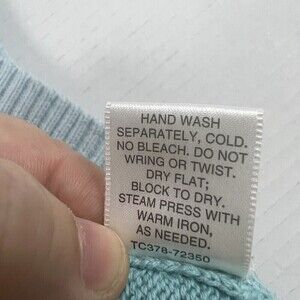 HAND WASH
SEPARATELY, COLD.
NO BLEACH. DO NOT
WRING OR TWIST.
DRY FLAT;
BLOCK TO DRY.
STEAM PRESS WITH
WARM IRON,
AS NEEDED.
TC378-72350